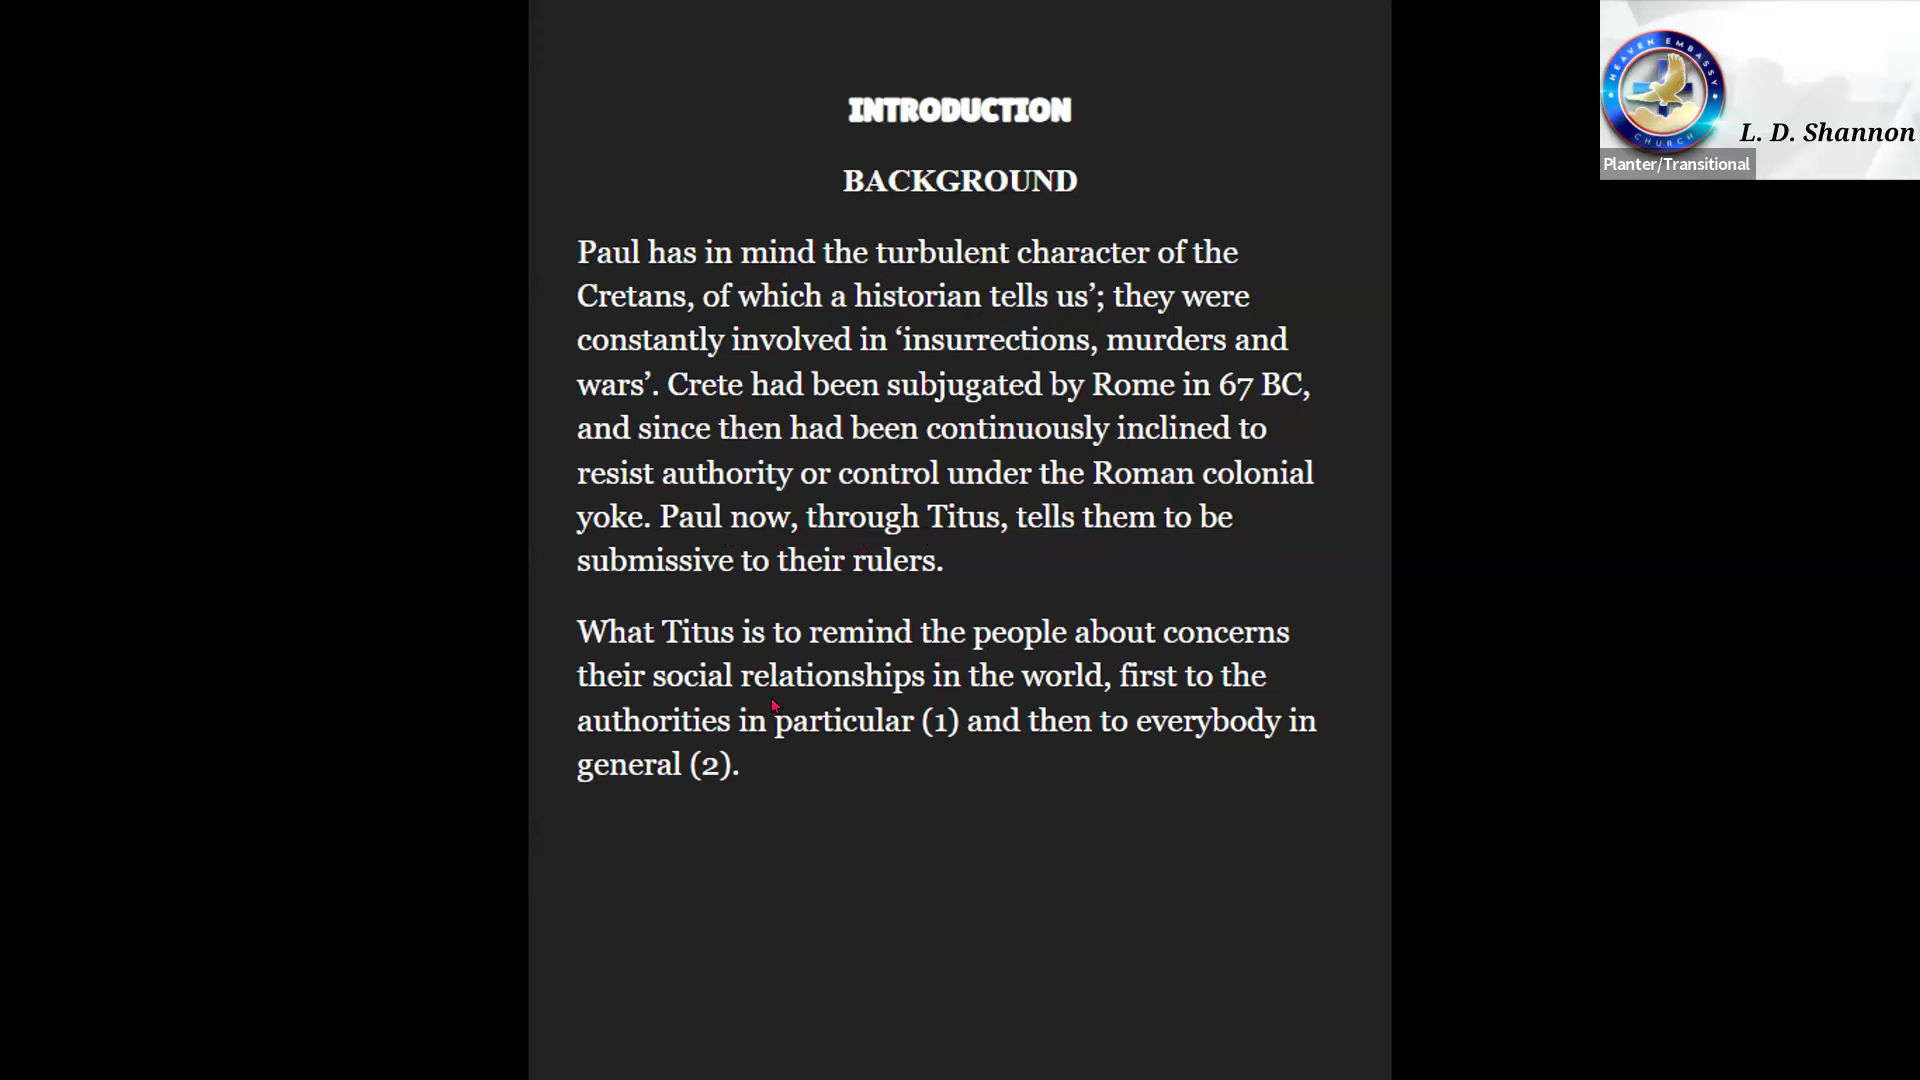 INTRODUCTION
BACKGROUND
Paul has in mind the turbulent character of the
Cretans, of which a historian tells us’; they were
constantly involved in ‘insurrections, murders and
wars’. Crete had been subjugated by Rome in 67 BC,
and since then had been continuously inclined to
resist authority or control under the Roman colonial
yoke. Paul now, through Titus, tells them to be
submissive to their rulers.
What Titus is to remind the people about concerns
their social relationships in the world, first to the
authorities in particular (1) and then to everybody in
general (2).
HEAVEN EMBASSY
CHURCH
L. D. Shannon
Planter/Transitional